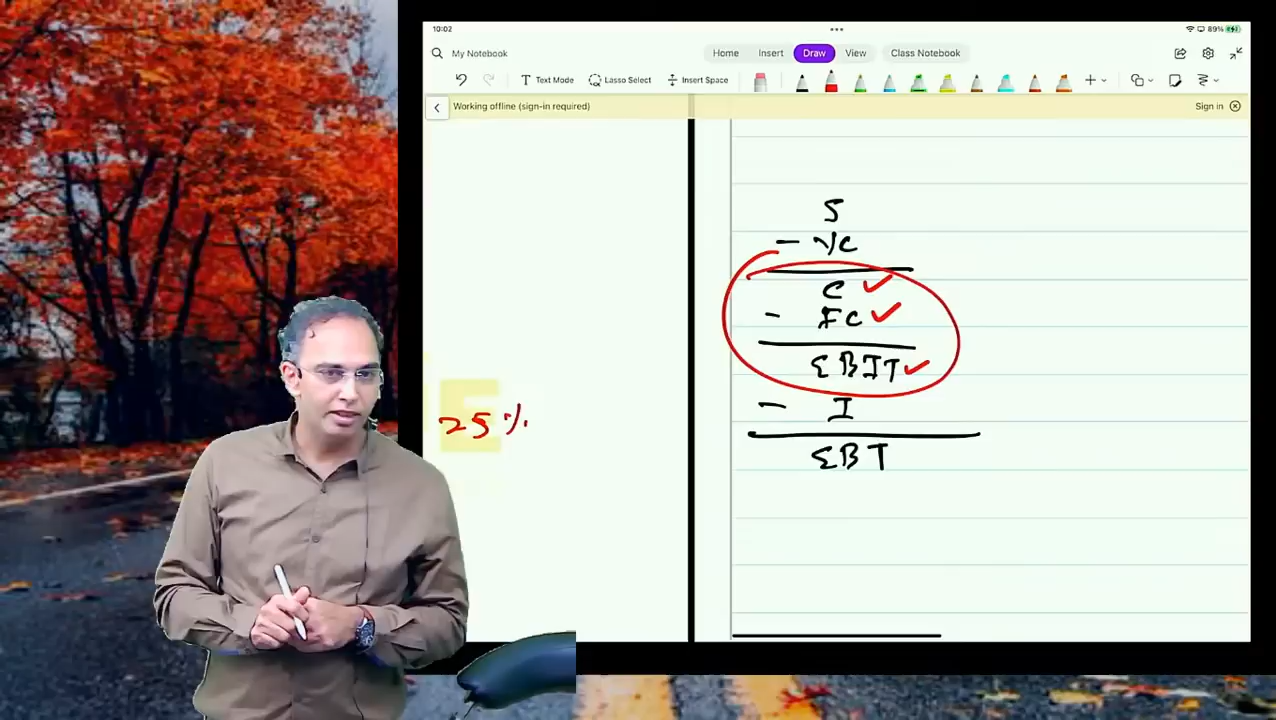 10:02
89%
My Notebook
Home Insert Draw View Class Notebook
Text Mode Lasso Select Insert Space
Working offline (sign-in required) Sign in
S
- VC
C
- FC
EBIT
- I
EBT
25%